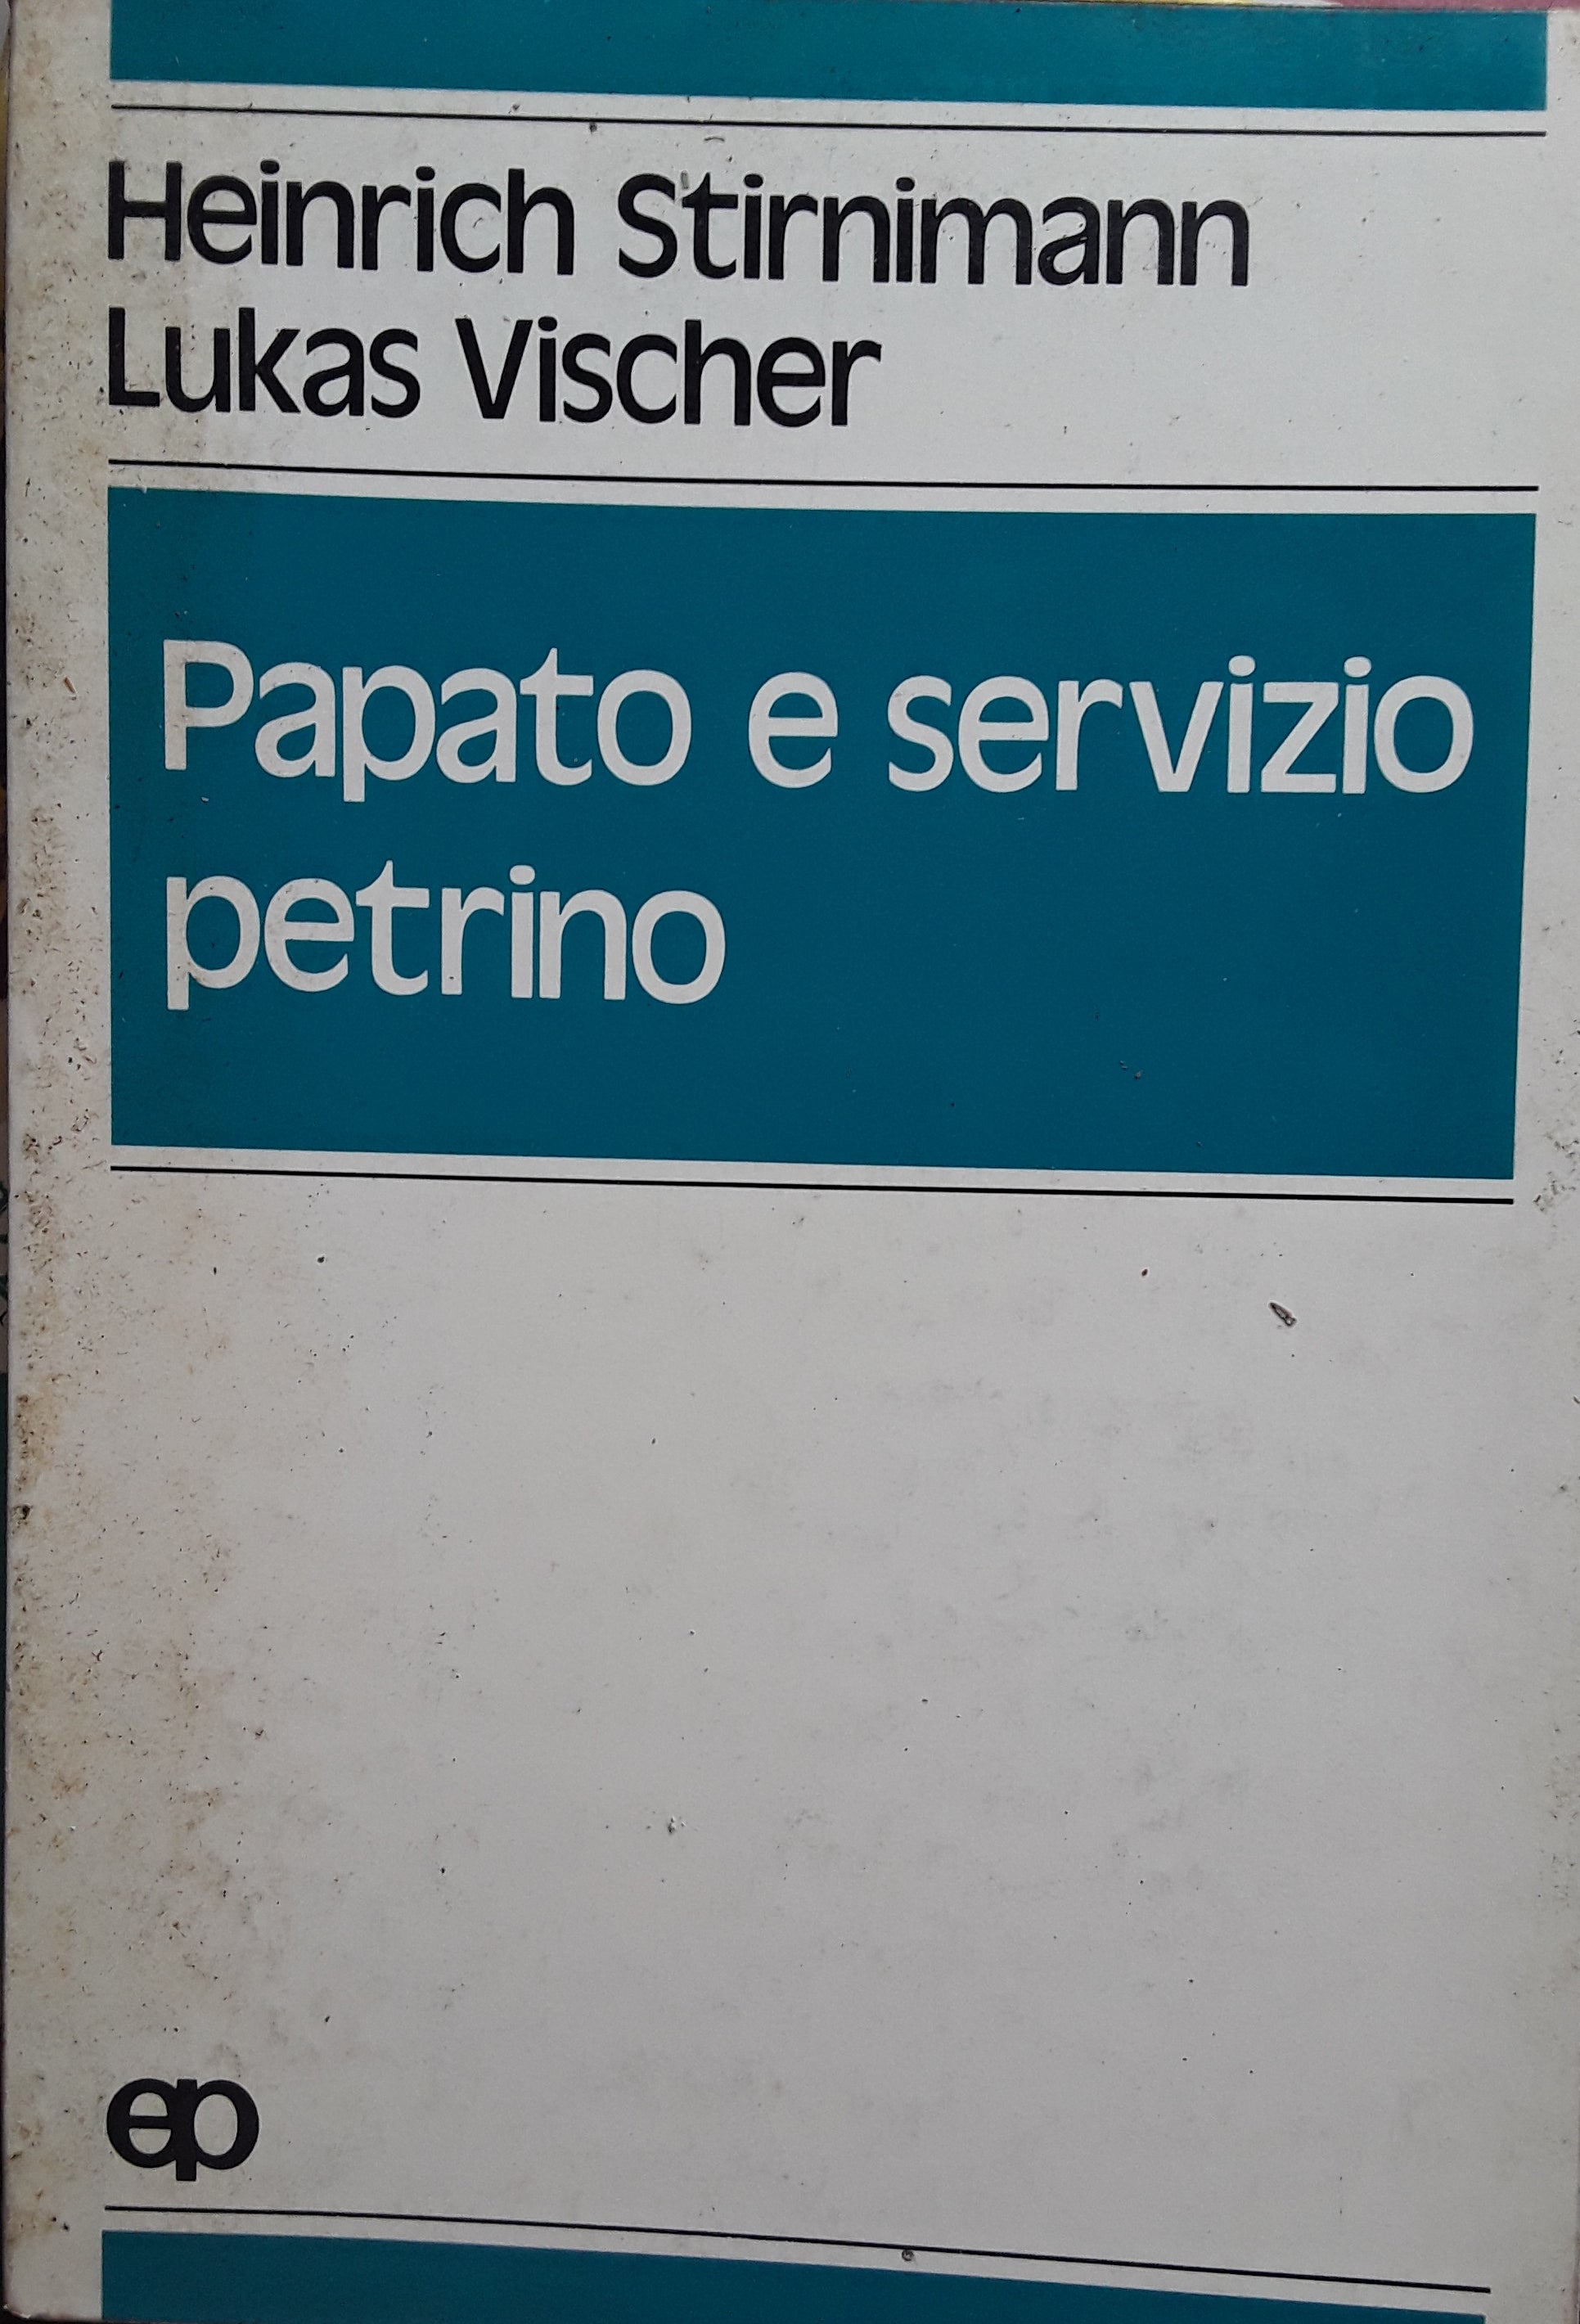 Heinrich Stirnimann
Lukas Vischer
Papato e servizio
petrino
ep